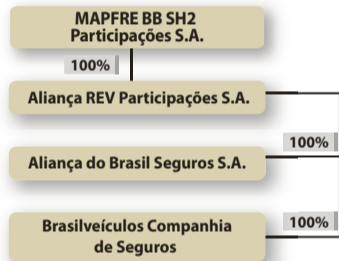 MAPFRE BB SH2
Participações S.A.
100%
Aliança REV Participações S.A.
100%
Aliança do Brasil Seguros S.A.
100%
Brasilveículos Companhia
de Seguros